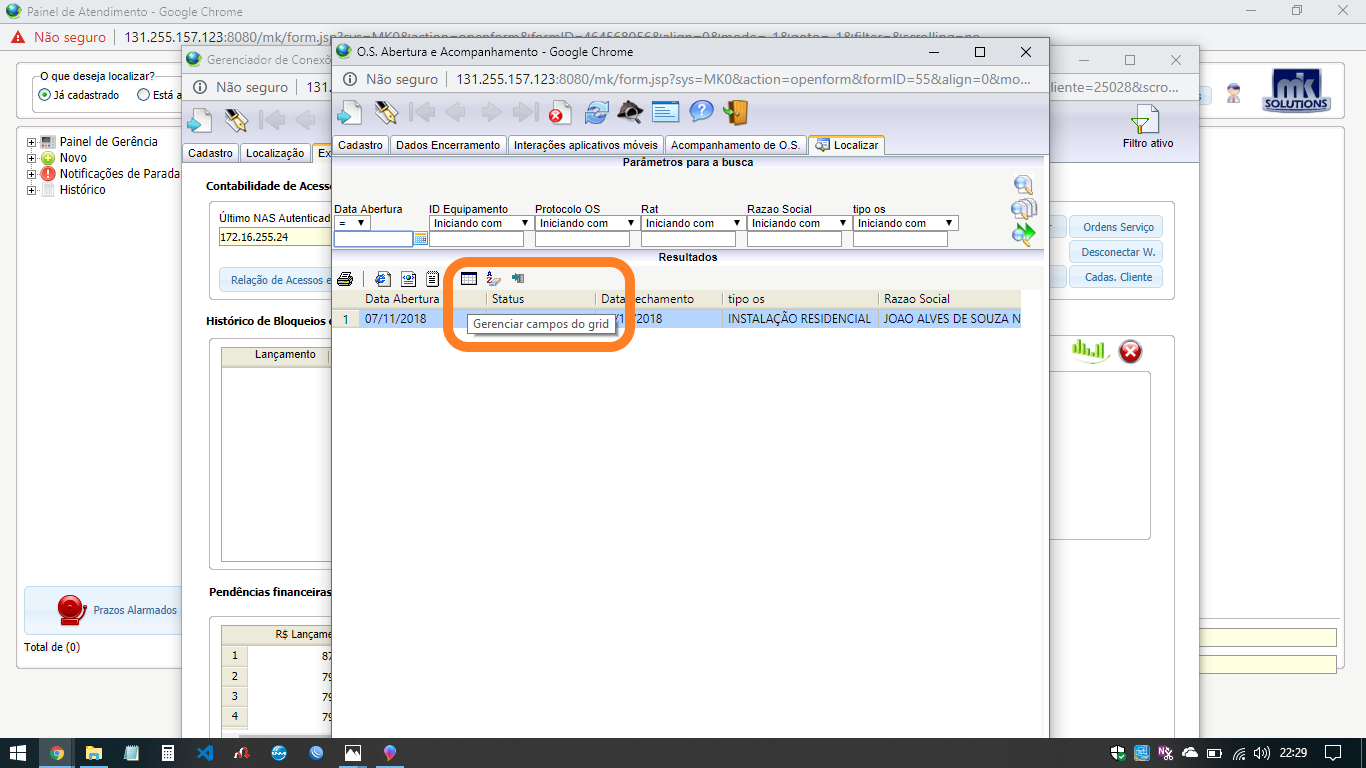 Painel de Atendimento - Google Chrome
Não seguro 131.255.157.123:8080/mk/form.jsp?sys=MK0&action=openform&formID=464568056&align=0&mode=-1&goto=-1&filter=&scrolling=no
O que deseja localizar?
Já cadastrado Está a
Painel de Gerência
Novo
Notificações de Parada
Histórico
Prazos Alarmados
Total de (0)
mk
SOLUTIONS
Gerenciador de Conexõ
Não seguro 131.
liente=25028&scro...
Filtro ativo
Cadastro Localização Ex
Contabilidade de Acesso
Último NAS Autenticad
172.16.255.24
Relação de Acessos e
Ordens Serviço
Desconectar W.
Cadas. Cliente
Histórico de Bloqueios
Lançamento
Pendências financeiras
R$ Lançame
1 87
2 79
3 79
4 79
O.S. Abertura e Acompanhamento - Google Chrome
Não seguro 131.255.157.123:8080/mk/form.jsp?sys=MK0&action=openform&formID=55&align=0&mo...
Cadastro Dados Encerramento Interações aplicativos móveis Acompanhamento de O.S. Localizar
Parâmetros para a busca
Data Abertura ID Equipamento Protocolo OS Rat Razao Social tipo os
= Iniciando com Iniciando com Iniciando com Iniciando com Iniciando com
Resultados
Data Abertura Status Data Fechamento tipo os Razao Social
1 07/11/2018 /2018 INSTALAÇÃO RESIDENCIAL JOAO ALVES DE SOUZA N
Gerenciar campos do grid
22:29